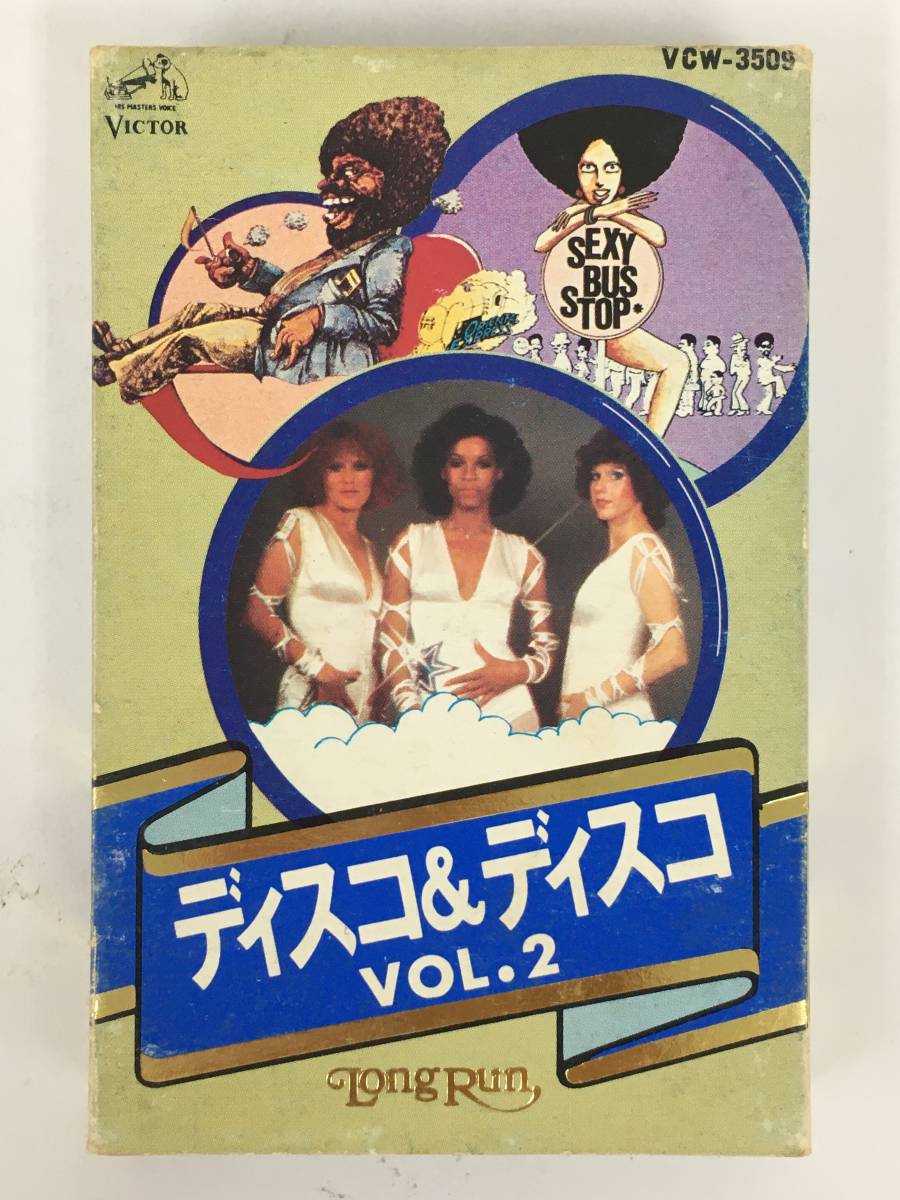 VCW-3509
HIS MASTERS VOICE
VICTOR
SEXY
BUS
STOP*
ディスコ&ディスコ
VOL.2
Long Run